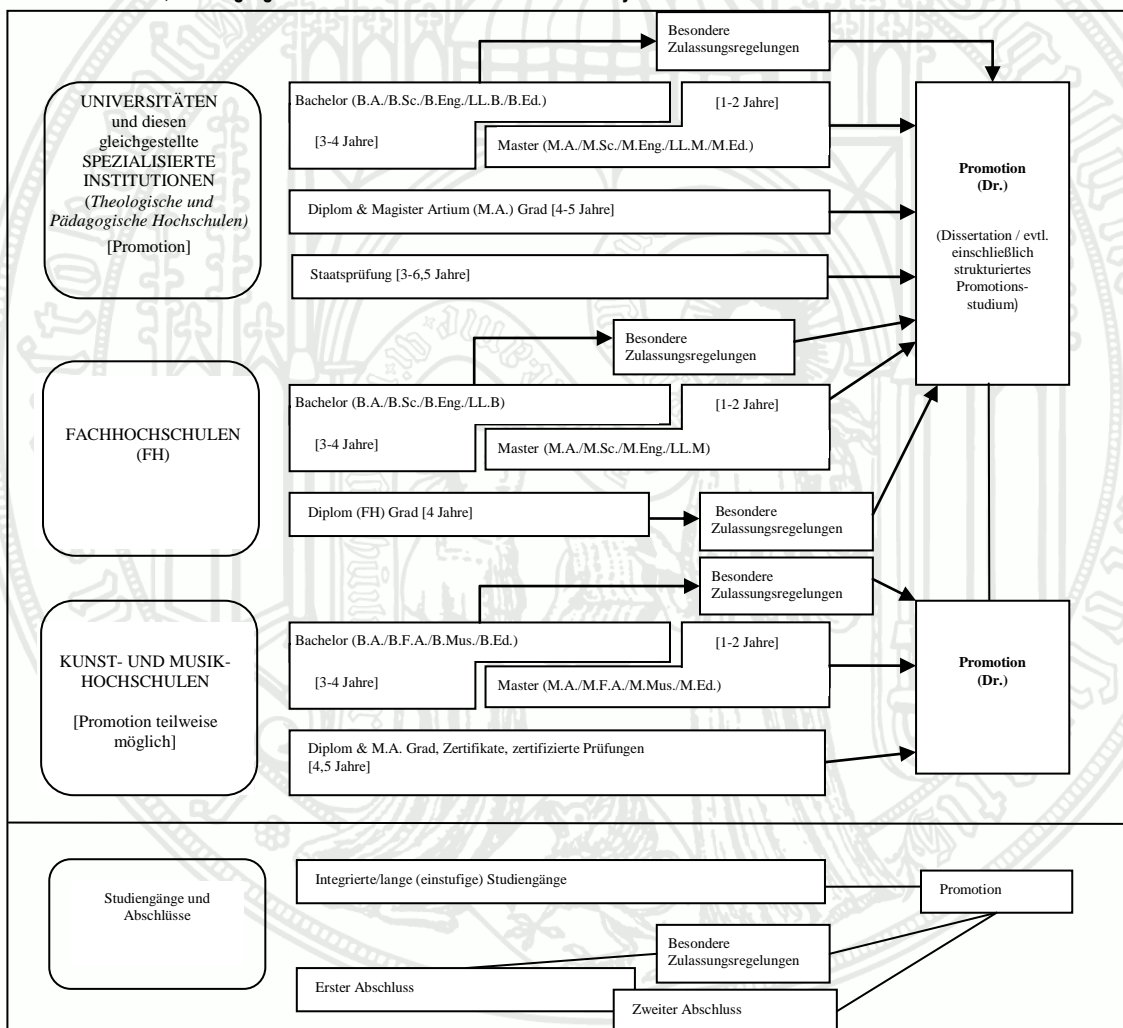 Besondere
Zulassungsregelungen
UNIVERSITÄTEN
und diesen
gleichgestellte
SPEZIALISIERTE
INSTITUTIONEN
(Theologische und
Pädagogische Hochschulen)
[Promotion]
Bachelor (B.A./B.Sc./B.Eng./LL.B./B.Ed.)
[1-2 Jahre]
[3-4 Jahre]
Master (M.A./M.Sc./M.Eng./LL.M./M.Ed.)
Diplom & Magister Artium (M.A.) Grad [4-5 Jahre]
Staatsprüfung [3-6,5 Jahre]
Promotion
(Dr.)
(Dissertation / evtl.
einschließlich
strukturiertes
Promotions-
studium)
Besondere
Zulassungsregelungen
FACHHOCHSCHULEN
(FH)
Bachelor (B.A./B.Sc./B.Eng./LL.B)
[1-2 Jahre]
[3-4 Jahre]
Master (M.A./M.Sc./M.Eng./LL.M)
Diplom (FH) Grad [4 Jahre]
Besondere
Zulassungsregelungen
Besondere
Zulassungsregelungen
KUNST- UND MUSIK-
HOCHSCHULEN
[Promotion teilweise
möglich]
Bachelor (B.A./B.F.A./B.Mus./B.Ed.)
[1-2 Jahre]
[3-4 Jahre]
Master (M.A./M.F.A./M.Mus./M.Ed.)
Diplom & M.A. Grad, Zertifikate, zertifizierte Prüfungen
[4,5 Jahre]
Promotion
(Dr.)
Studiengänge und
Abschlüsse
Integrierte/lange (einstufige) Studiengänge
Promotion
Besondere
Zulassungsregelungen
Erster Abschluss
Zweiter Abschluss